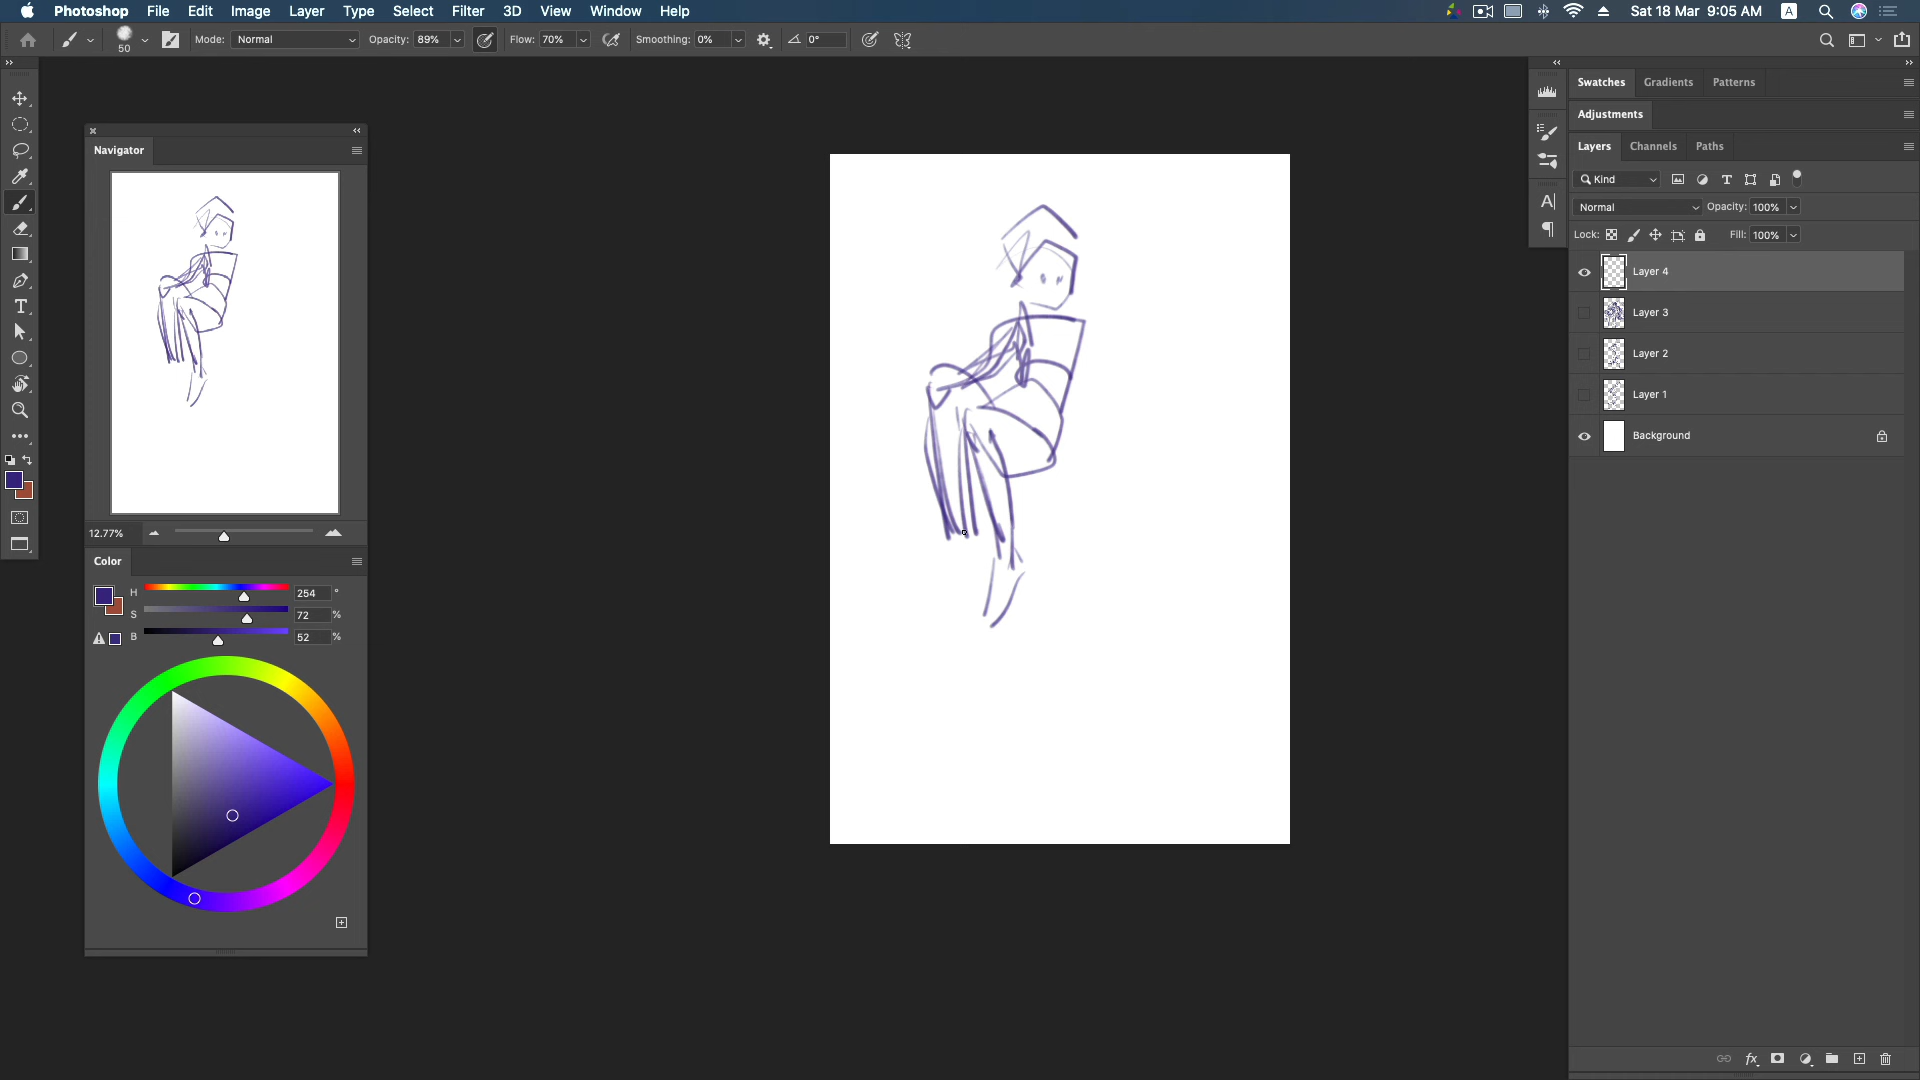 Photoshop File Edit Image Layer Type Select Filter 3D View Window Help Sat 18 Mar 9:05 AM A
50 Mode: Normal Opacity: 89% Flow: 70% Smoothing: 0% 0°
Swatches Gradients Patterns
Adjustments
Navigator
Layers Channels Paths
Kind
Normal Opacity: 100%
Lock: Fill: 100%
Layer 4
Layer 3
Layer 2
Layer 1
Background
12.77%
Color
H 254 °
S 72 %
B 52 %